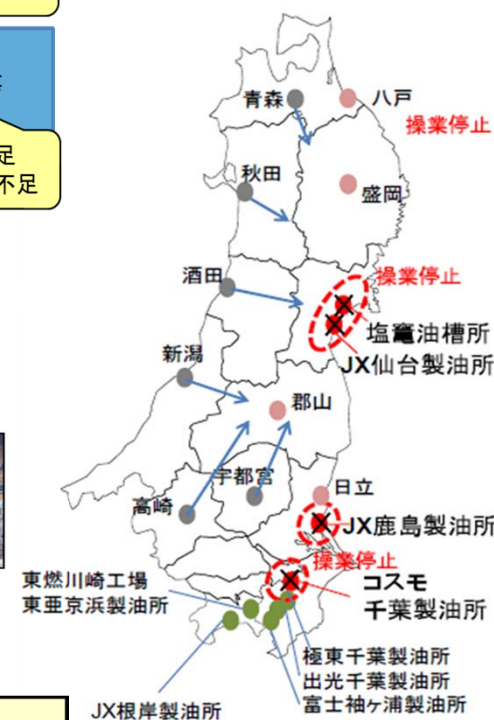 足
不足
青森
八戸
操業停止
秋田
盛岡
酒田
操業停止
塩竈油槽所
JX仙台製油所
新潟
郡山
宇都宮
高崎
日立
JX鹿島製油所
操業停止
コスモ
千葉製油所
東燃川崎工場
東亜京浜製油所
極東千葉製油所
出光千葉製油所
富士袖ヶ浦製油所
JX根岸製油所